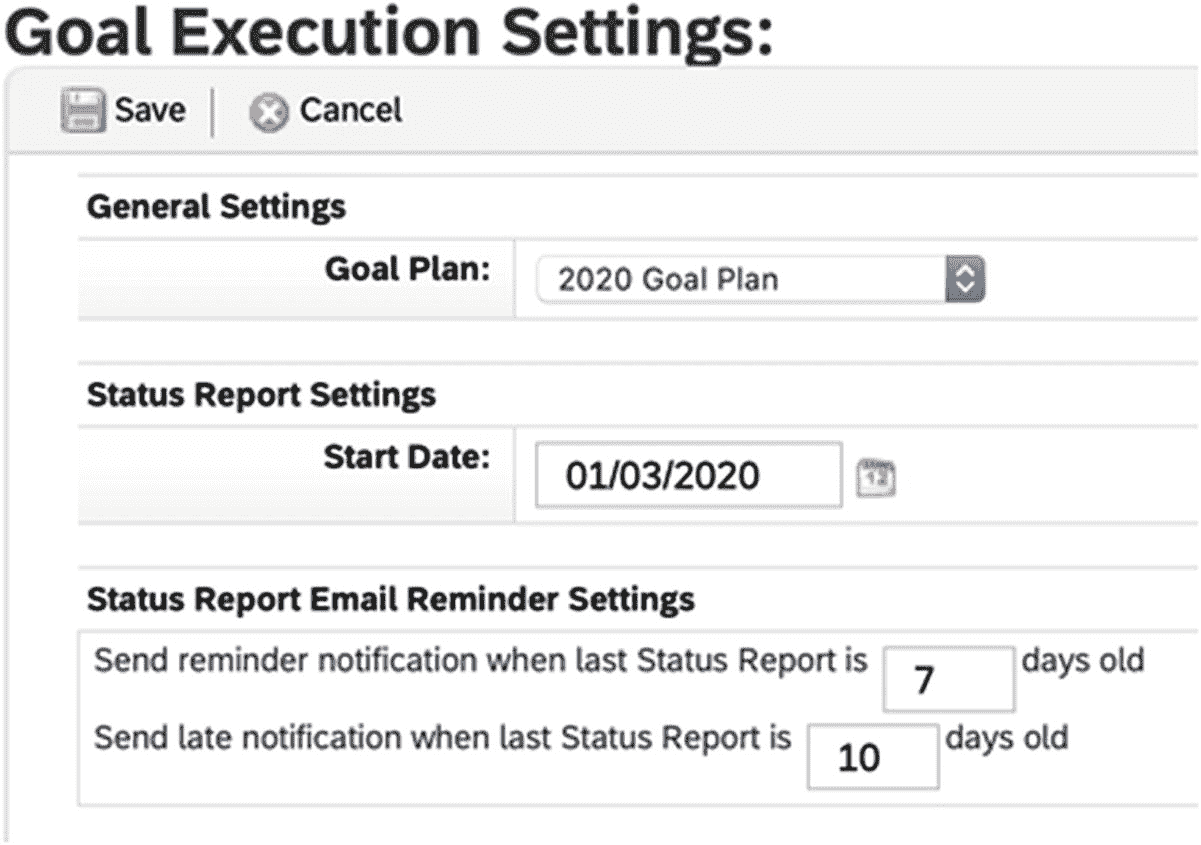 Goal Execution Settings:
Save | Cancel
General Settings
Goal Plan: 2020 Goal Plan
Status Report Settings
Start Date: 01/03/2020
Status Report Email Reminder Settings
Send reminder notification when last Status Report is 7 days old
Send late notification when last Status Report is 10 days old